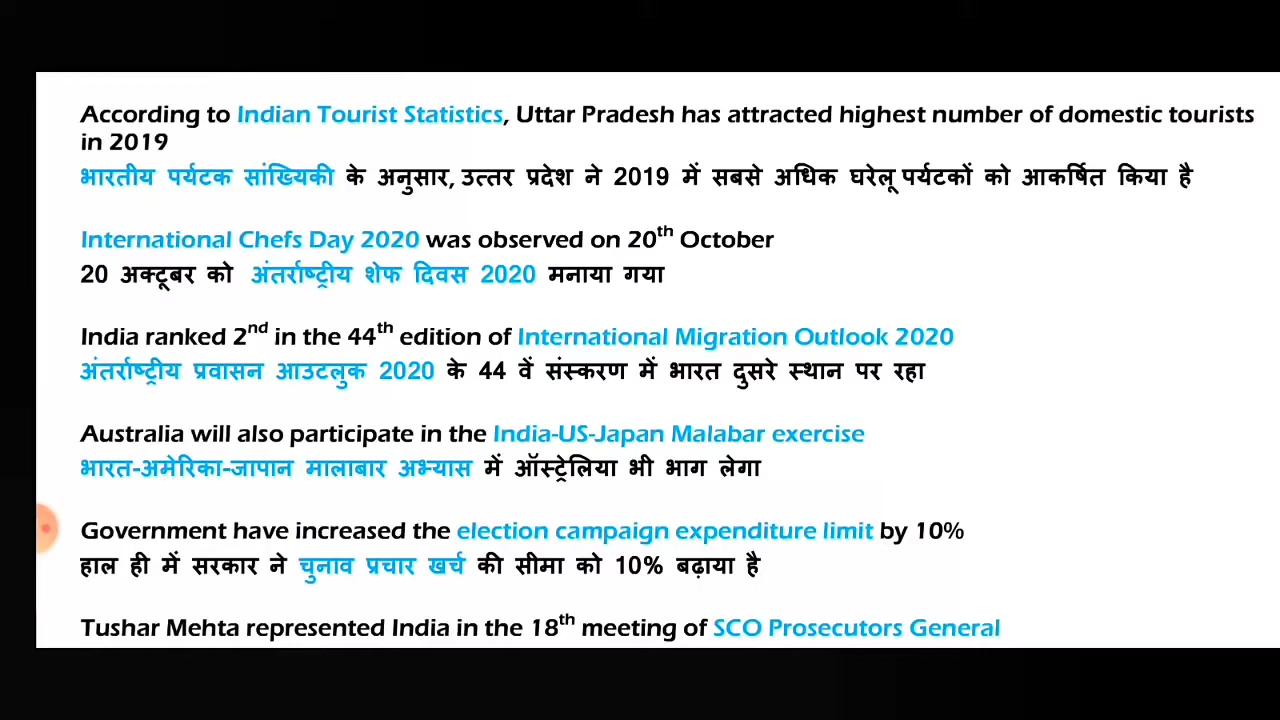 According to Indian Tourist Statistics, Uttar Pradesh has attracted highest number of domestic tourists
in 2019
भारतीय पर्यटक सांख्यिकी के अनुसार, उत्तर प्रदेश ने 2019 में सबसे अधिक घरेलू पर्यटकों को आकर्षित किया है
International Chefs Day 2020 was observed on 20th October
20 अक्टूबर को अंतर्राष्ट्रीय शेफ दिवस 2020 मनाया गया
India ranked 2nd in the 44th edition of International Migration Outlook 2020
अंतर्राष्ट्रीय प्रवासन आउटलुक 2020 के 44 वें संस्करण में भारत दुसरे स्थान पर रहा
Australia will also participate in the India-US-Japan Malabar exercise
भारत-अमेरिका-जापान मालाबार अभ्यास में ऑस्ट्रेलिया भी भाग लेगा
Government have increased the election campaign expenditure limit by 10%
हाल ही में सरकार ने चुनाव प्रचार खर्च की सीमा को 10% बढ़ाया है
Tushar Mehta represented India in the 18th meeting of SCO Prosecutors General